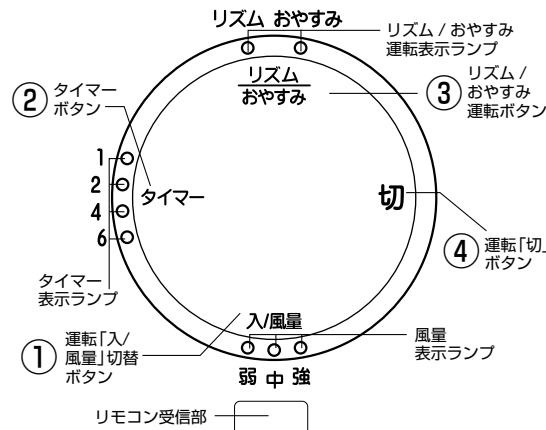 リズム おやすみ
リズム / おやすみ
運転表示ランプ
リズム
おやすみ
③ リズム /
おやすみ
運転ボタン
② タイマー
ボタン
1
2
4
6
タイマー
切
④ 運転「切」
ボタン
タイマー
表示ランプ
入/風量
① 運転「入/
風量」切替
ボタン
風量
表示ランプ
弱 中 強
リモコン受信部